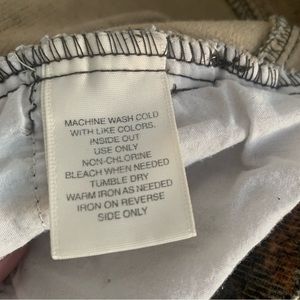 MACHINE WASH COLD
WITH LIKE COLORS.
INSIDE OUT
USE ONLY
NON-CHLORINE
BLEACH WHEN NEEDED
TUMBLE DRY
WARM IRON AS NEEDED
IRON ON REVERSE
SIDE ONLY